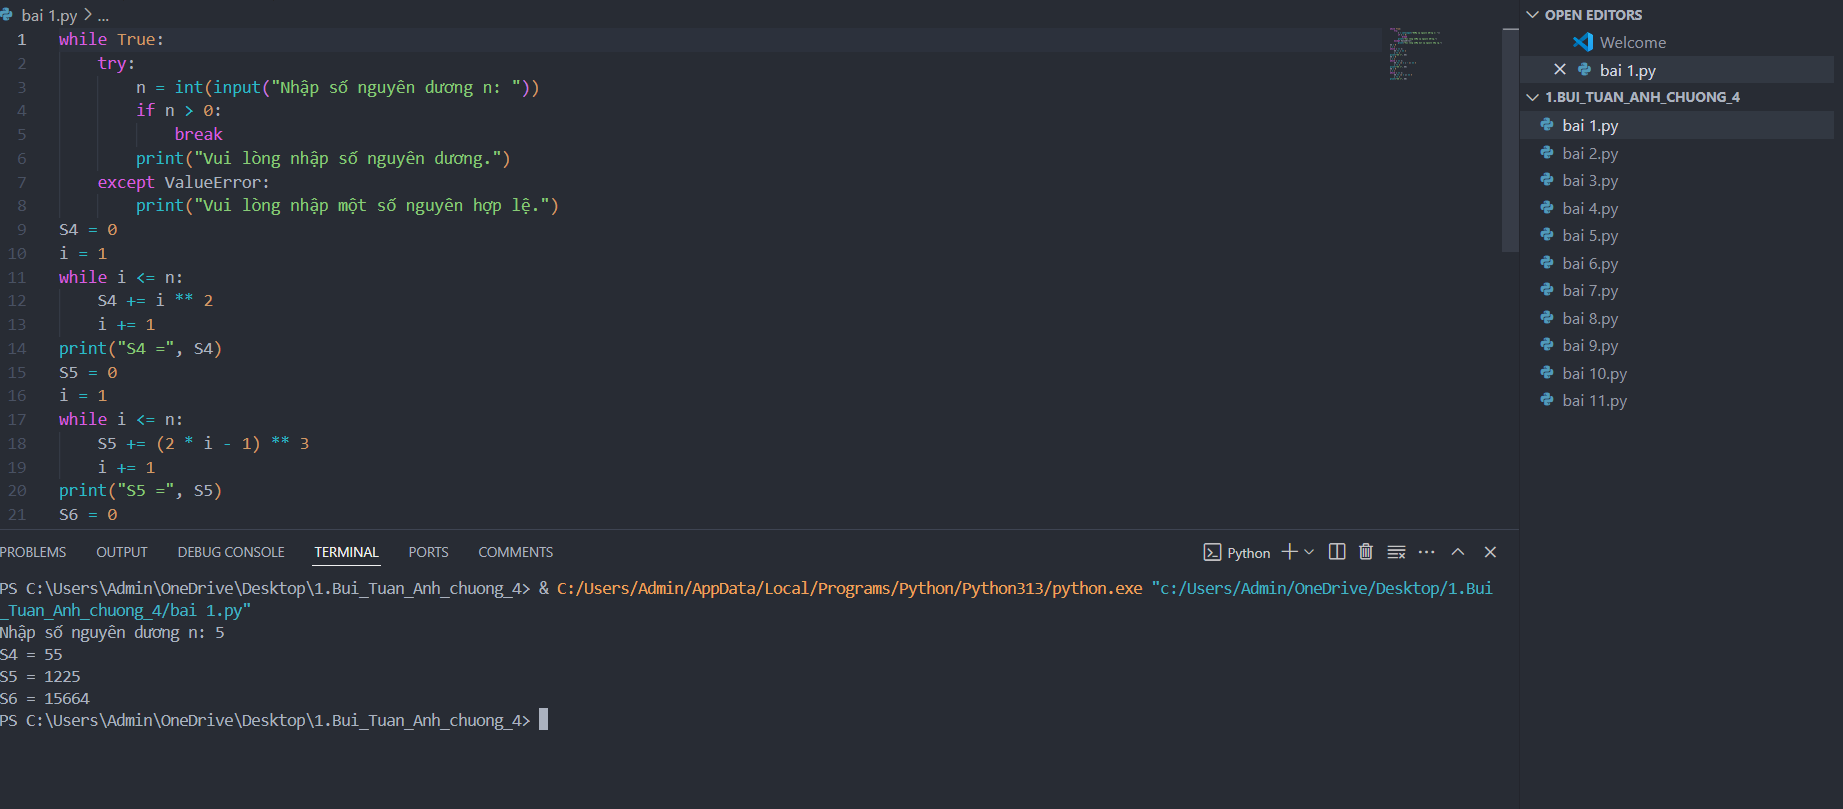 bai 1.py > ...
1 while True:
2 try:
3 n = int(input("Nhập số nguyên dương n: "))
4 if n > 0:
5 break
6 print("Vui lòng nhập số nguyên dương.")
7 except ValueError:
8 print("Vui lòng nhập một số nguyên hợp lệ.")
9 S4 = 0
10 i = 1
11 while i <= n:
12 S4 += i ** 2
13 i += 1
14 print("S4 =", S4)
15 S5 = 0
16 i = 1
17 while i <= n:
18 S5 += (2 * i - 1) ** 3
19 i += 1
20 print("S5 =", S5)
21 S6 = 0
PROBLEMS OUTPUT DEBUG CONSOLE TERMINAL PORTS COMMENTS Python
PS C:\Users\Admin\OneDrive\Desktop\1.Bui_Tuan_Anh_chuong_4> & C:/Users/Admin/AppData/Local/Programs/Python/Python313/python.exe "c:/Users/Admin/OneDrive/Desktop/1.Bui
_Tuan_Anh_chuong_4/bai 1.py"
Nhập số nguyên dương n: 5
S4 = 55
S5 = 1225
S6 = 15664
PS C:\Users\Admin\OneDrive\Desktop\1.Bui_Tuan_Anh_chuong_4>
OPEN EDITORS
Welcome
bai 1.py
1.BUI_TUAN_ANH_CHUONG_4
bai 1.py
bai 2.py
bai 3.py
bai 4.py
bai 5.py
bai 6.py
bai 7.py
bai 8.py
bai 9.py
bai 10.py
bai 11.py